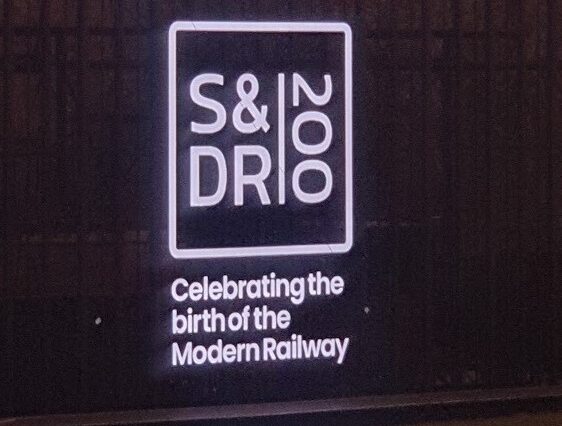 S&
DR
200
Celebrating the
birth of the
Modern Railway